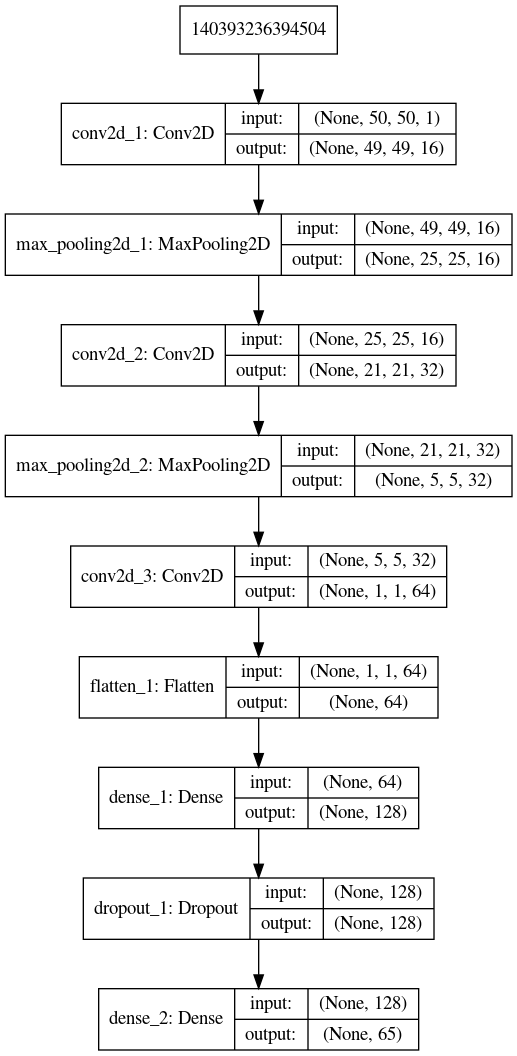 140393236394504
conv2d_1: Conv2D
input: (None, 50, 50, 1)
output: (None, 49, 49, 16)
max_pooling2d_1: MaxPooling2D
input: (None, 49, 49, 16)
output: (None, 25, 25, 16)
conv2d_2: Conv2D
input: (None, 25, 25, 16)
output: (None, 21, 21, 32)
max_pooling2d_2: MaxPooling2D
input: (None, 21, 21, 32)
output: (None, 5, 5, 32)
conv2d_3: Conv2D
input: (None, 5, 5, 32)
output: (None, 1, 1, 64)
flatten_1: Flatten
input: (None, 1, 1, 64)
output: (None, 64)
dense_1: Dense
input: (None, 64)
output: (None, 128)
dropout_1: Dropout
input: (None, 128)
output: (None, 128)
dense_2: Dense
input: (None, 128)
output: (None, 65)